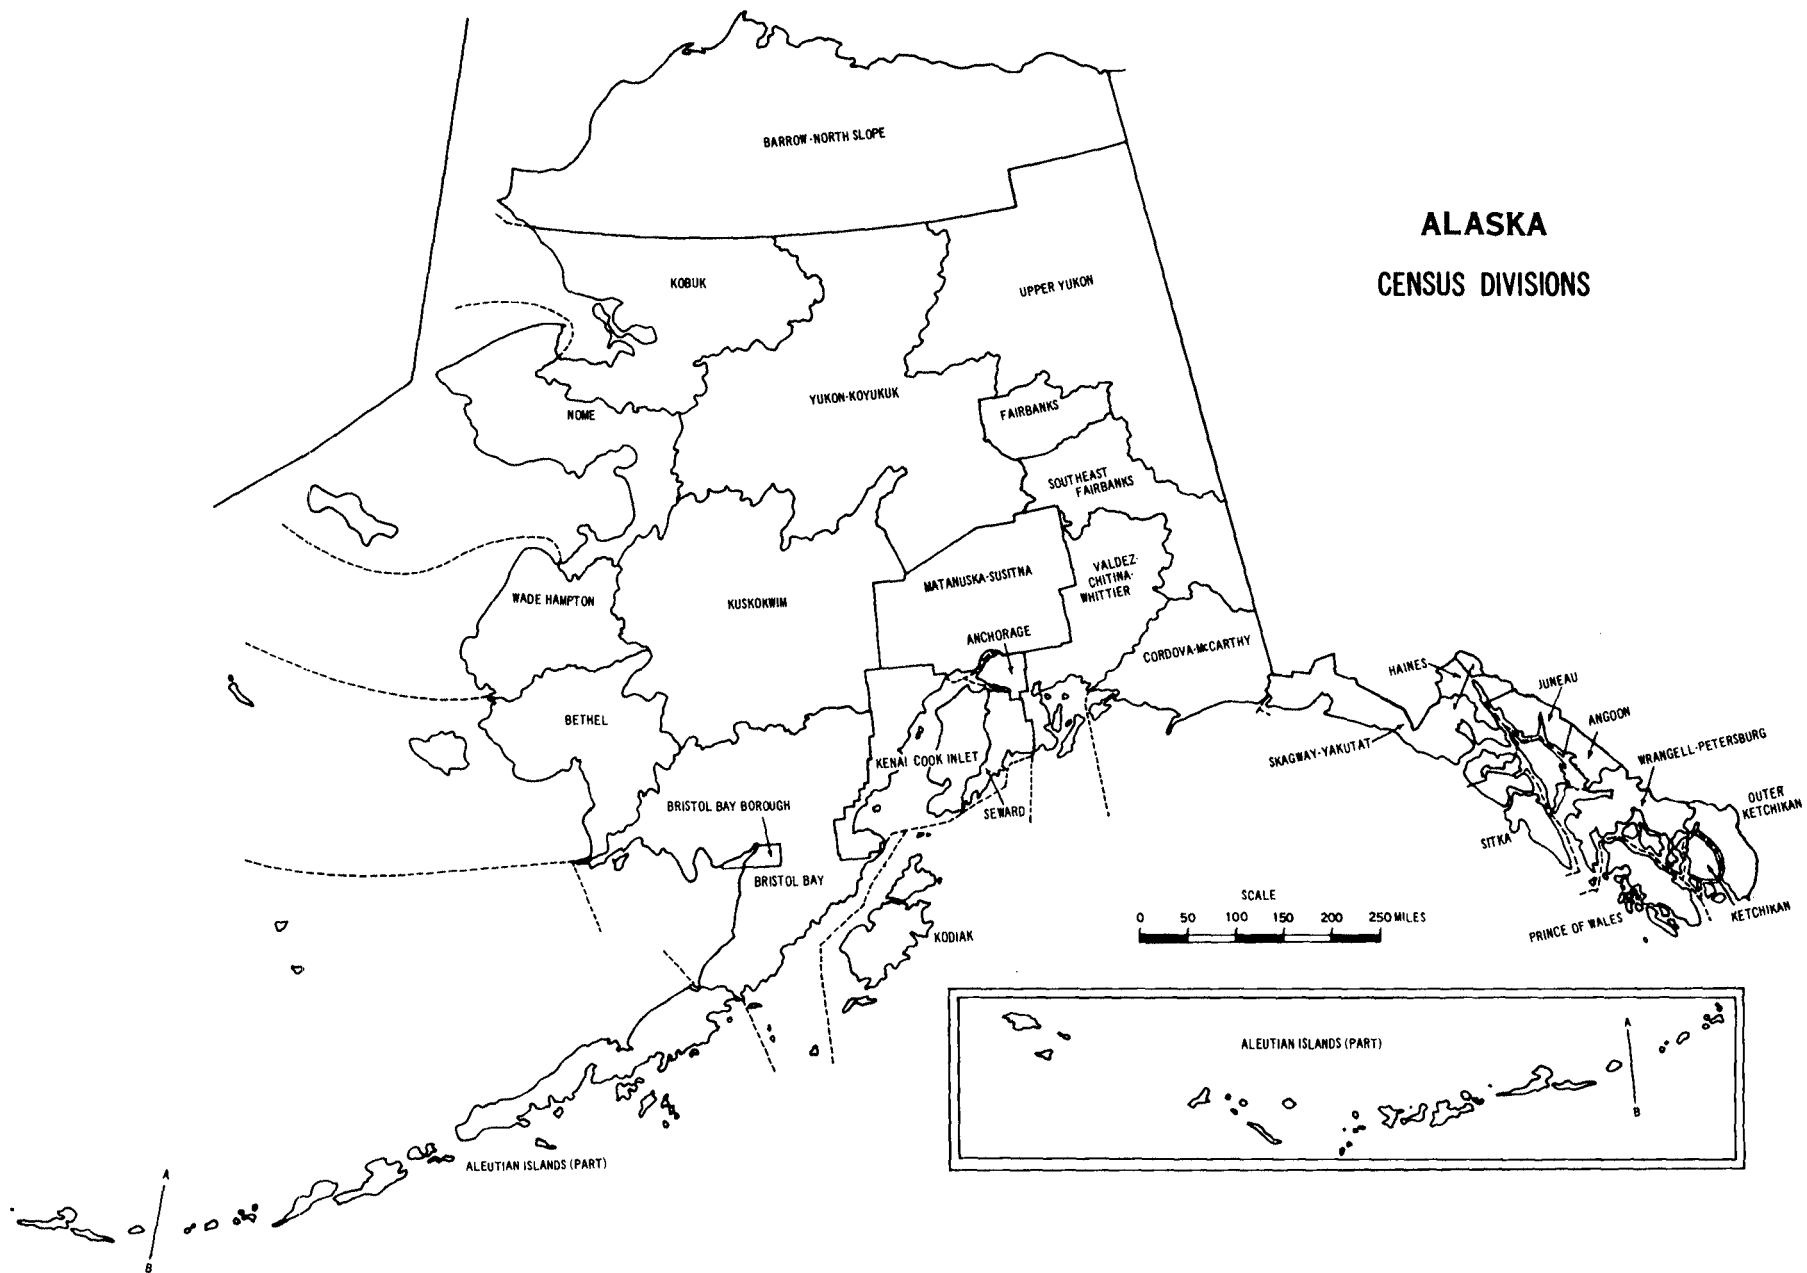 ALASKA
CENSUS DIVISIONS
BARROW-NORTH SLOPE
KOBUK
UPPER YUKON
NOME
YUKON-KOYUKUK
FAIRBANKS
SOUTHEAST
FAIRBANKS
WADE HAMPTON
KUSKOKWIM
MATANUSKA-SUSITNA
VALDEZ-
CHITINA-
WHITTIER
ANCHORAGE
CORDOVA-McCARTHY
BETHEL
KENAI COOK INLET
SEWARD
BRISTOL BAY BOROUGH
BRISTOL BAY
KODIAK
HAINES
JUNEAU
ANGOON
SKAGWAY-YAKUTAT
WRANGELL-PETERSBURG
OUTER
KETCHIKAN
SITKA
PRINCE OF WALES
KETCHIKAN
SCALE
0 50 100 150 200 250 MILES
ALEUTIAN ISLANDS (PART)
A
B
ALEUTIAN ISLANDS (PART)
A
B